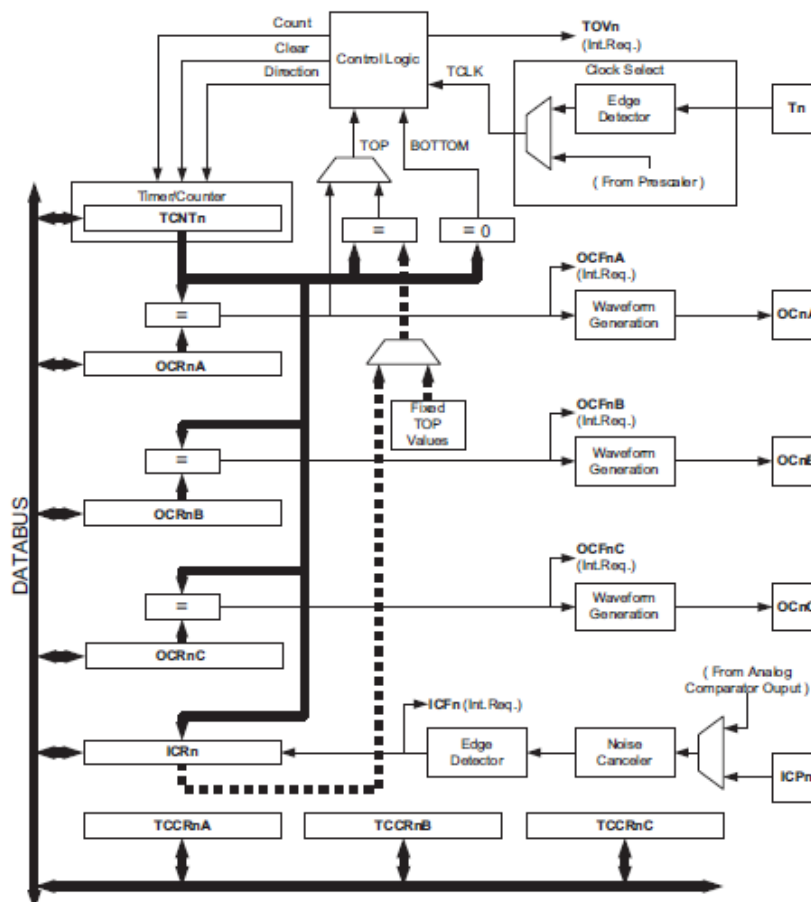 Count
Clear
Direction
Control Logic
TOVn
(Int.Req.)
Clock Select
TCLK
Edge
Detector
Tn
( From Prescaler )
TOP
BOTTOM
Timer/Counter
TCNTn
=
= 0
OCFnA
(Int.Req.)
=
Waveform
Generation
OCnA
OCRnA
Fixed
TOP
Values
OCFnB
(Int.Req.)
=
Waveform
Generation
OCnB
OCRnB
DATABUS
OCFnC
(Int.Req.)
=
Waveform
Generation
OCnC
OCRnC
( From Analog
Comparator Ouput )
ICFn (Int.Req.)
ICRn
Edge
Detector
Noise
Canceler
ICPn
TCCRnA
TCCRnB
TCCRnC